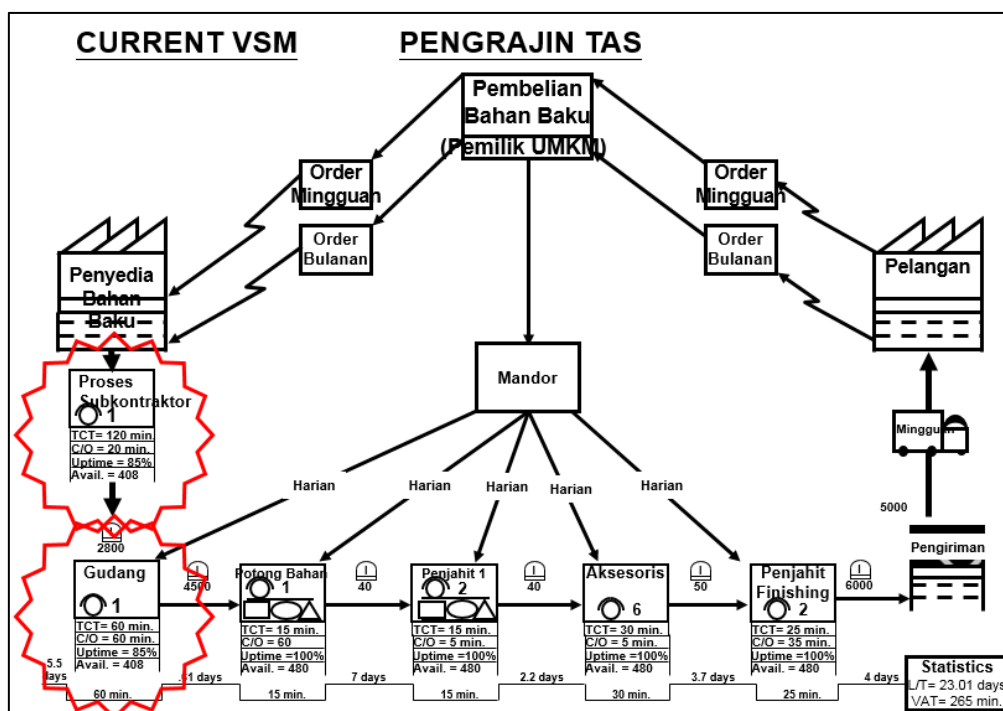 CURRENT VSM
PENGRAJIN TAS
Pembelian
Bahan Baku
(Pemilik UMKM)
Order
Mingguan
Order
Mingguan
Order
Bulanan
Order
Bulanan
Penyedia
Bahan
Baku
Pelangan
Proses
Subkontraktor
1
TCT= 120 min.
C/O = 20 min.
Uptime = 85%
Avail. = 408
Mandor
Mingguan
Harian
Harian
Harian
Harian
Harian
5000
I
2800
Gudang
1
TCT= 60 min.
C/O = 60 min.
Uptime = 85%
Avail. = 408
I
4500
Potong Bahan
1
TCT= 15 min.
C/O = 60
Uptime =100%
Avail. = 480
I
40
Penjahit 1
2
TCT= 15 min.
C/O = 5 min.
Uptime =100%
Avail. = 480
I
40
Aksesoris
6
TCT= 30 min.
C/O = 5 min.
Uptime =100%
Avail. = 480
I
50
Penjahit
Finishing
2
TCT= 25 min.
C/O = 35 min.
Uptime =100%
Avail. = 480
I
6000
Pengiriman
5.5
days
60 min.
days
15 min.
7 days
15 min.
2.2 days
30 min.
3.7 days
25 min.
4 days
Statistics
L/T= 23.01 days
VAT= 265 min.